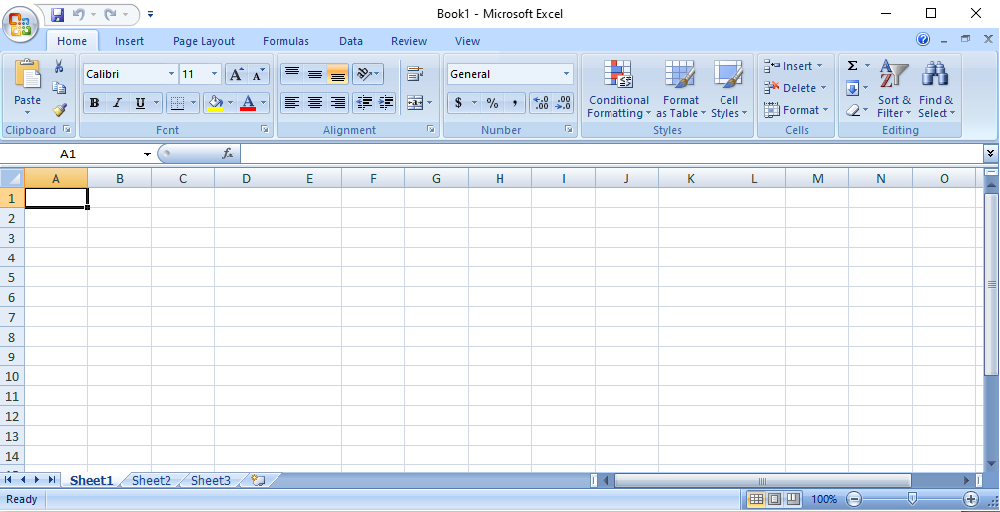 Book1 - Microsoft Excel
Home Insert Page Layout Formulas Data Review View
Calibri 11 General
Paste
B I U $ % ,
.00 .0
Conditional Formatting
Format as Table
Cell Styles
Insert
Delete
Format
Σ
Sort & Filter
Find & Select
Clipboard Font Alignment Number Styles Cells Editing
A1 fx
A B C D E F G H I J K L M N O
1
2
3
4
5
6
7
8
9
10
11
12
13
14
Sheet1 Sheet2 Sheet3
Ready 100%